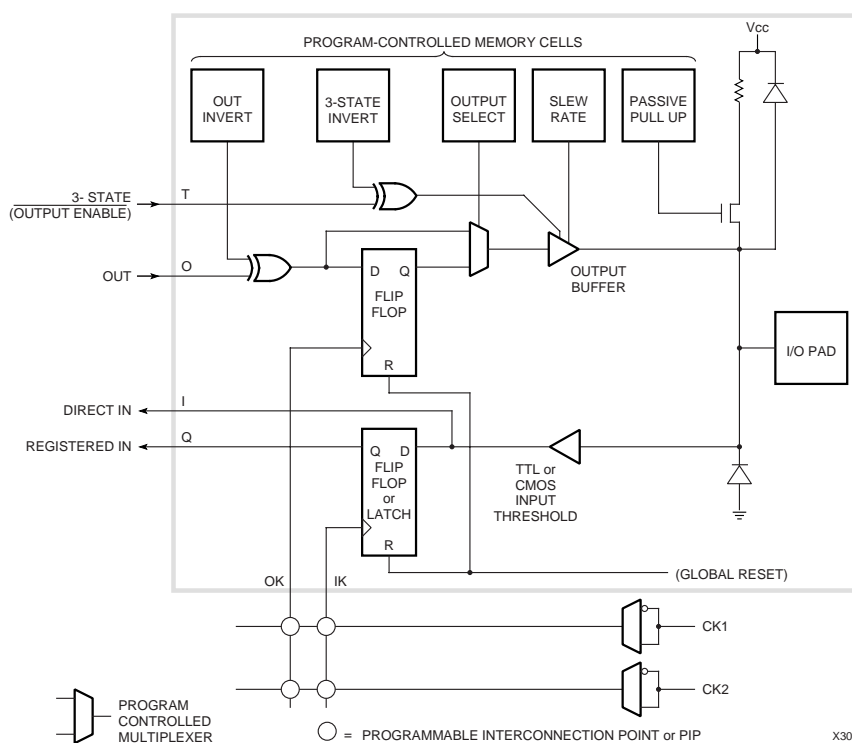 Vcc
PROGRAM-CONTROLLED MEMORY CELLS
OUT
INVERT
3-STATE
INVERT
OUTPUT
SELECT
SLEW
RATE
PASSIVE
PULL UP
3- STATE
(OUTPUT ENABLE)
T
OUT
O
D Q
FLIP
FLOP
R
OUTPUT
BUFFER
I/O PAD
DIRECT IN
I
REGISTERED IN
Q
Q D
FLIP
FLOP
or
LATCH
R
TTL or
CMOS
INPUT
THRESHOLD
OK
IK
(GLOBAL RESET)
CK1
CK2
PROGRAM
CONTROLLED
MULTIPLEXER
= PROGRAMMABLE INTERCONNECTION POINT or PIP
X30